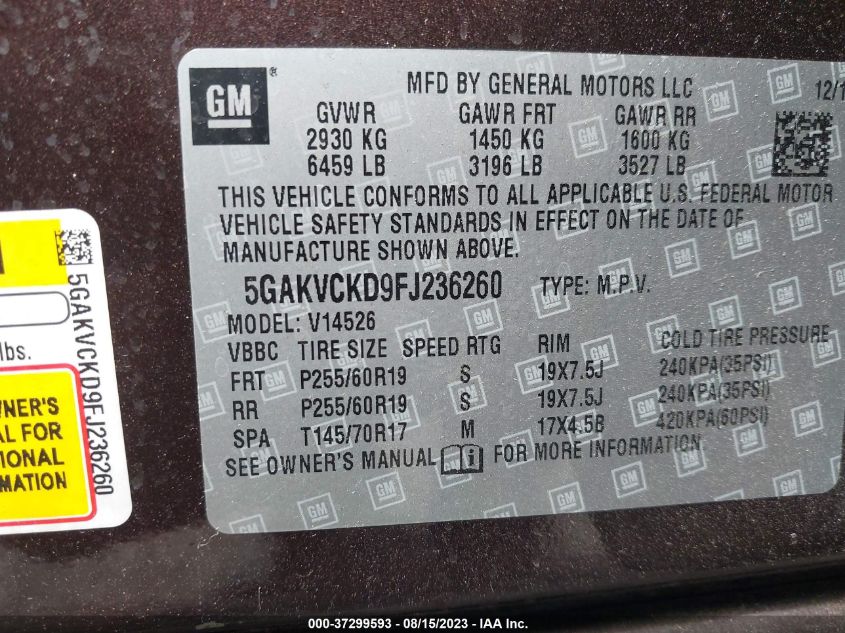 GM ®
MFD BY GENERAL MOTORS LLC 12/1
GVWR GAWR FRT GAWR RR
2930 KG 1450 KG 1600 KG
6459 LB 3196 LB 3527 LB
THIS VEHICLE CONFORMS TO ALL APPLICABLE U.S. FEDERAL MOTOR
VEHICLE SAFETY STANDARDS IN EFFECT ON THE DATE OF
MANUFACTURE SHOWN ABOVE.
5GAKVCKD9FJ236260 TYPE: M.P.V.
MODEL: V14526
VBBC TIRE SIZE SPEED RTG RIM COLD TIRE PRESSURE
FRT P255/60R19 S 19X7.5J 240KPA(35PSI)
RR P255/60R19 S 19X7.5J 240KPA(35PSI)
SPA T145/70R17 M 17X4.5B 420KPA(60PSI)
SEE OWNER'S MANUAL FOR MORE INFORMATION.
5GAKVCKD9FJ236260
lbs.
WNER'S
AL FOR
IONAL
MATION
000-37299593 - 08/15/2023 - IAA Inc.